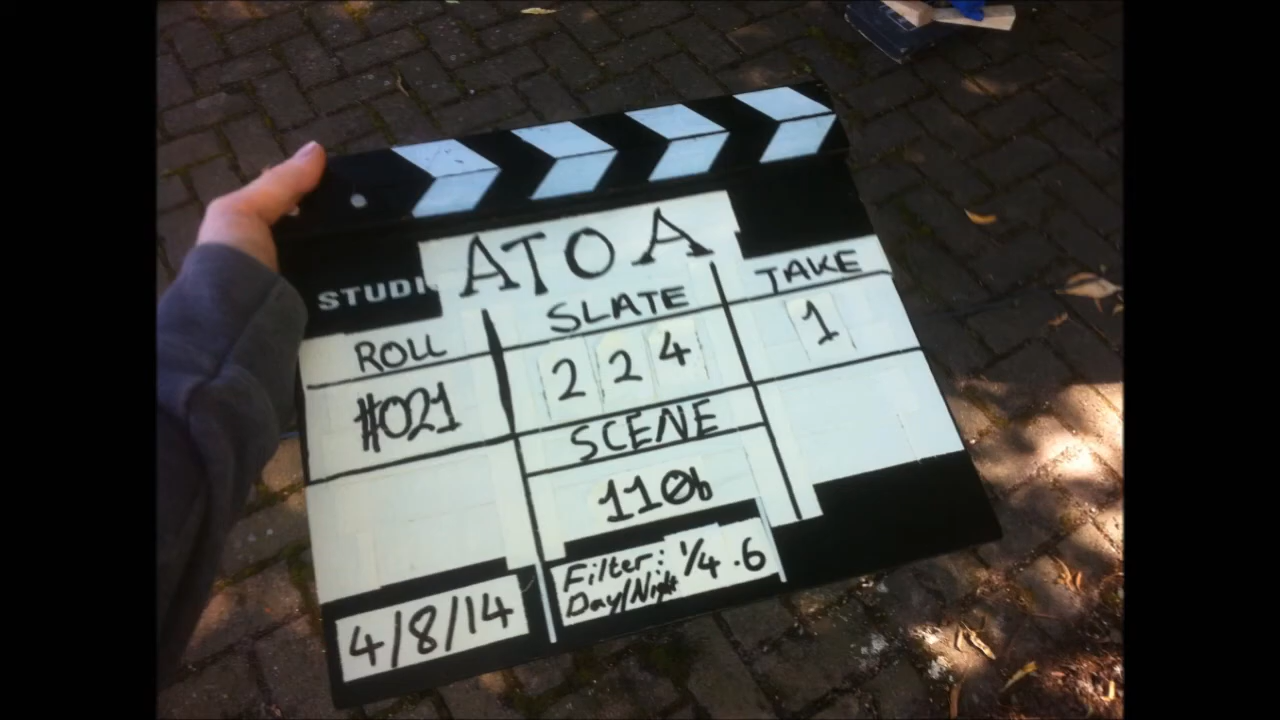 ATOA
STUDI
ROLL
SLATE
TAKE
#021
224
1
SCENE
110b
Filter: 1/4 .6
Day/Night
4/8/14